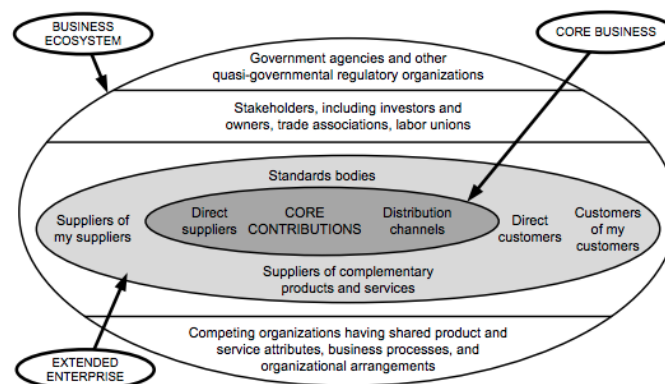 BUSINESS
ECOSYSTEM
CORE BUSINESS
Government agencies and other
quasi-governmental regulatory organizations
Stakeholders, including investors and
owners, trade associations, labor unions
Standards bodies
Suppliers of
my suppliers
Direct
suppliers
CORE
CONTRIBUTIONS
Distribution
channels
Direct
customers
Customers
of my
customers
Suppliers of complementary
products and services
Competing organizations having shared product and
service attributes, business processes, and
organizational arrangements
EXTENDED
ENTERPRISE